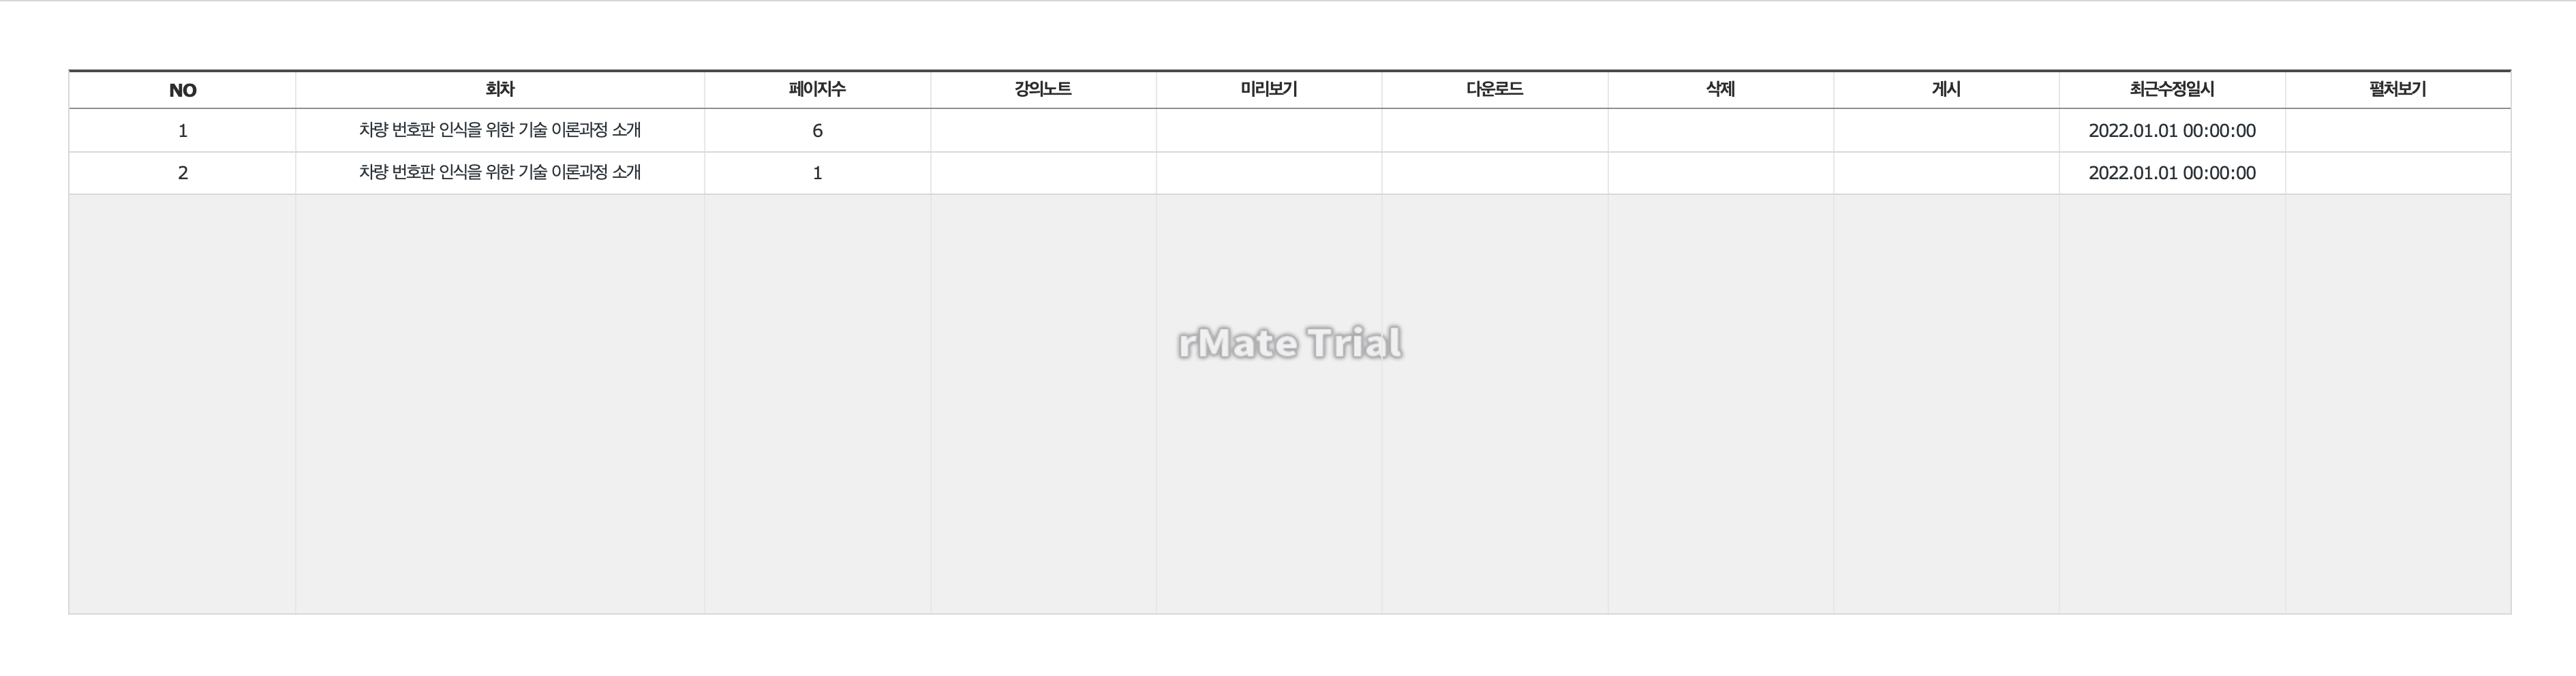 NO 회차 페이지수 강의노트 미리보기 다운로드 삭제 게시 최근수정일시 펼처보기
1 차량 번호판 인식을 위한 기술 이론과정 소개 6 2022.01.01 00:00:00
2 차량 번호판 인식을 위한 기술 이론과정 소개 1 2022.01.01 00:00:00
rMate Trial